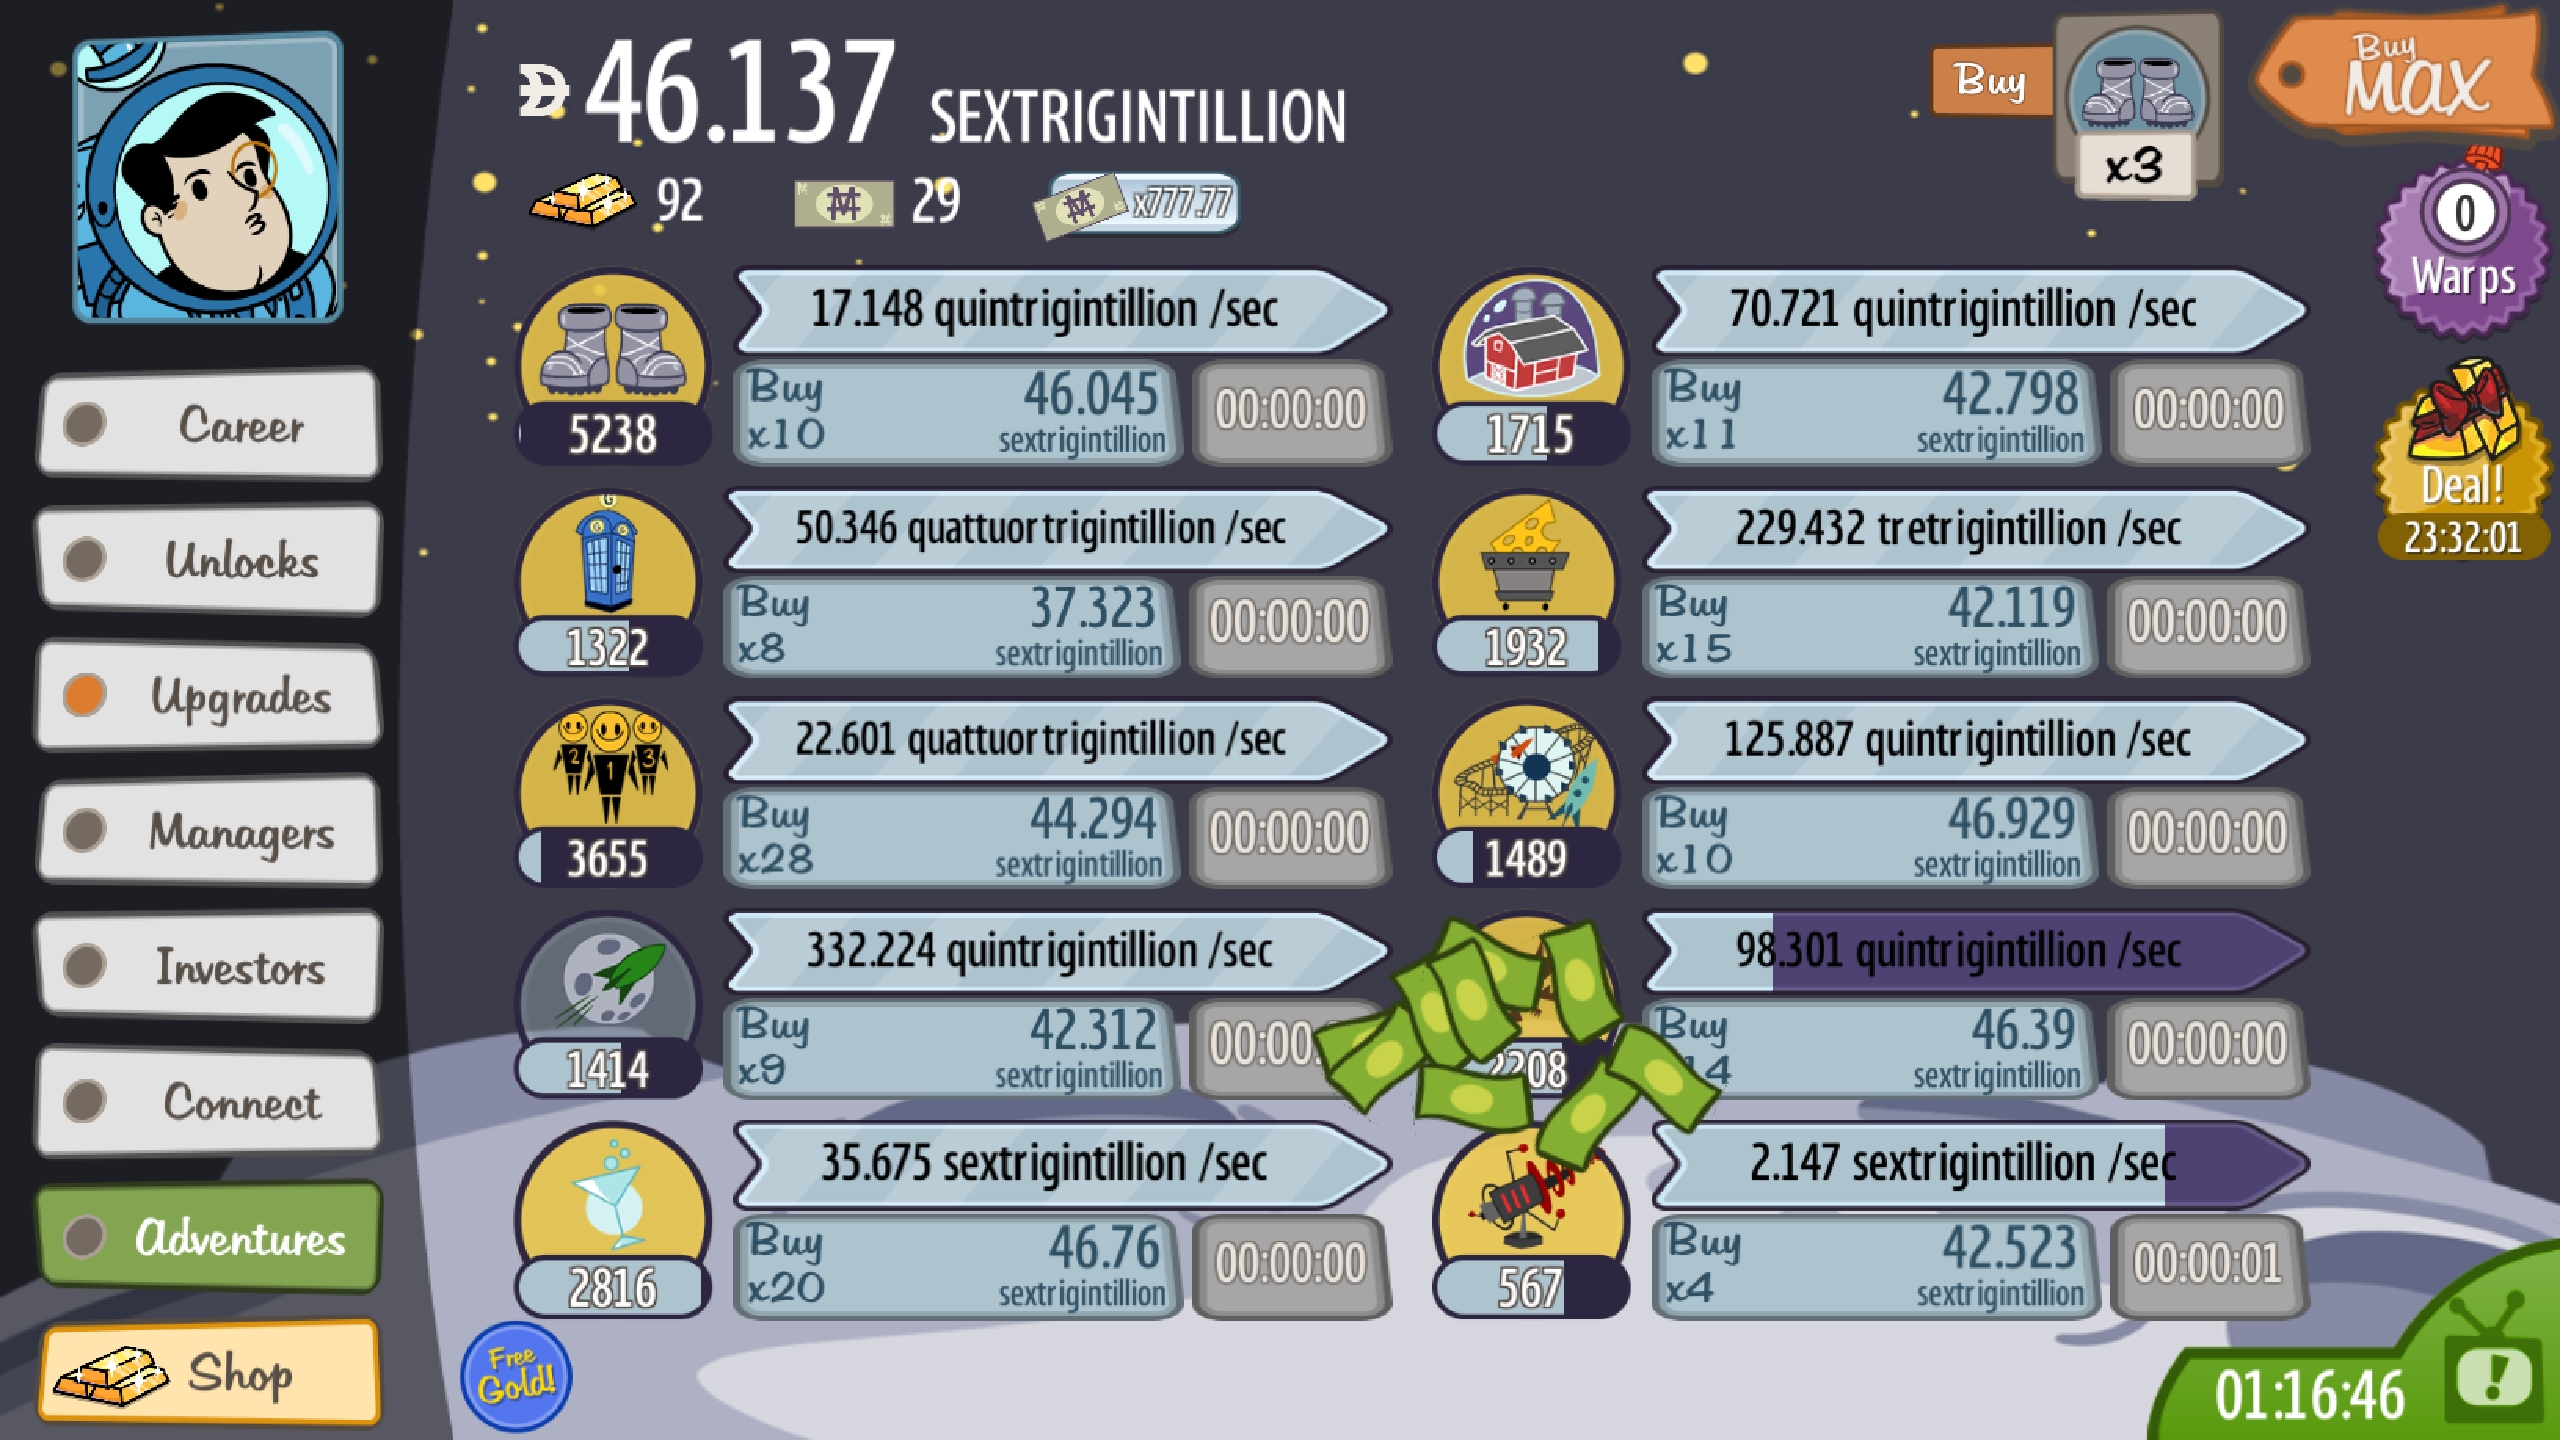 46.137 SEXTRIGINTILLION
Buy
x3
Buy
MAX
92
29
x777.77
0
Warps
Deal!
23:32:01
Career
Unlocks
Upgrades
Managers
Investors
Connect
Adventures
Shop
17.148 quintrigintillion /sec
5238
Buy
x10
46.045
sextrigintillion
00:00:00
70.721 quintrigintillion /sec
1715
Buy
x11
42.798
sextrigintillion
00:00:00
G
50.346 quattuortrigintillion /sec
1322
Buy
x8
37.323
sextrigintillion
00:00:00
229.432 tretrigintillion /sec
1932
Buy
x15
42.119
sextrigintillion
00:00:00
2 1 3
22.601 quattuortrigintillion /sec
3655
Buy
x28
44.294
sextrigintillion
00:00:00
125.887 quintrigintillion /sec
1489
Buy
x10
46.929
sextrigintillion
00:00:00
332.224 quintrigintillion /sec
1414
Buy
x9
42.312
sextrigintillion
00:00
98.301 quintrigintillion /sec
2208
Buy
14
46.39
sextrigintillion
00:00:00
35.675 sextrigintillion /sec
2816
Buy
x20
46.76
sextrigintillion
00:00:00
2.147 sextrigintillion /sec
567
Buy
x4
42.523
sextrigintillion
00:00:01
Free
Gold!
01:16:46
!